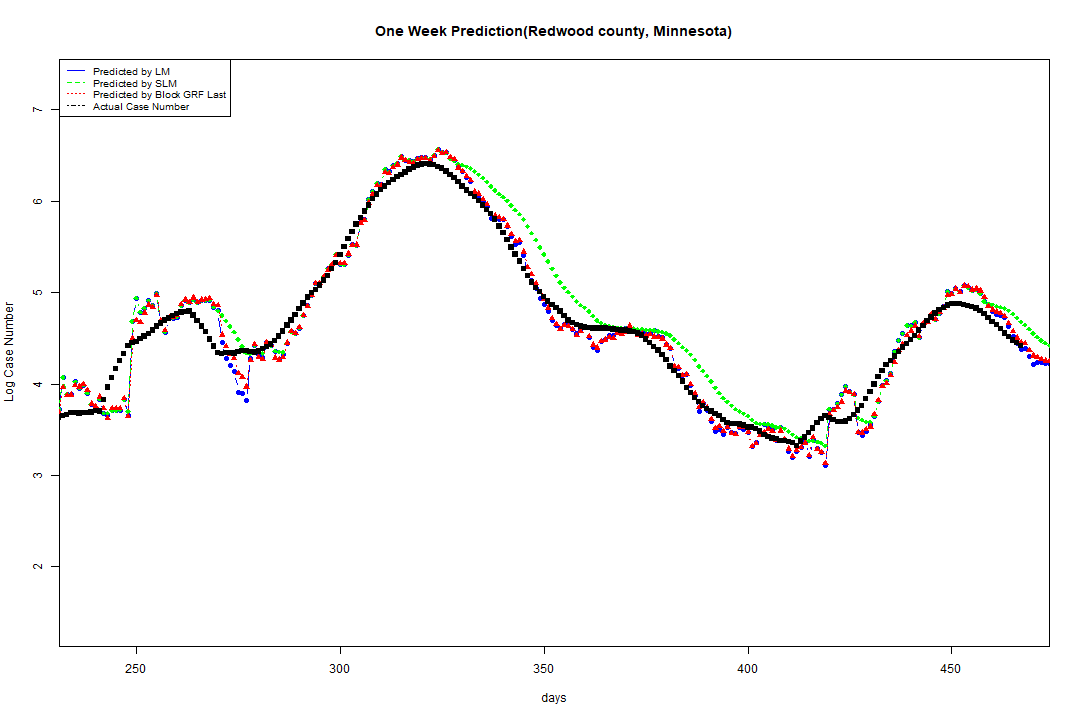 One Week Prediction(Redwood county, Minnesota)
Predicted by LM
Predicted by SLM
Predicted by Block GRF Last
Actual Case Number
Log Case Number
7
6
5
4
3
2
250
300
350
400
450
days